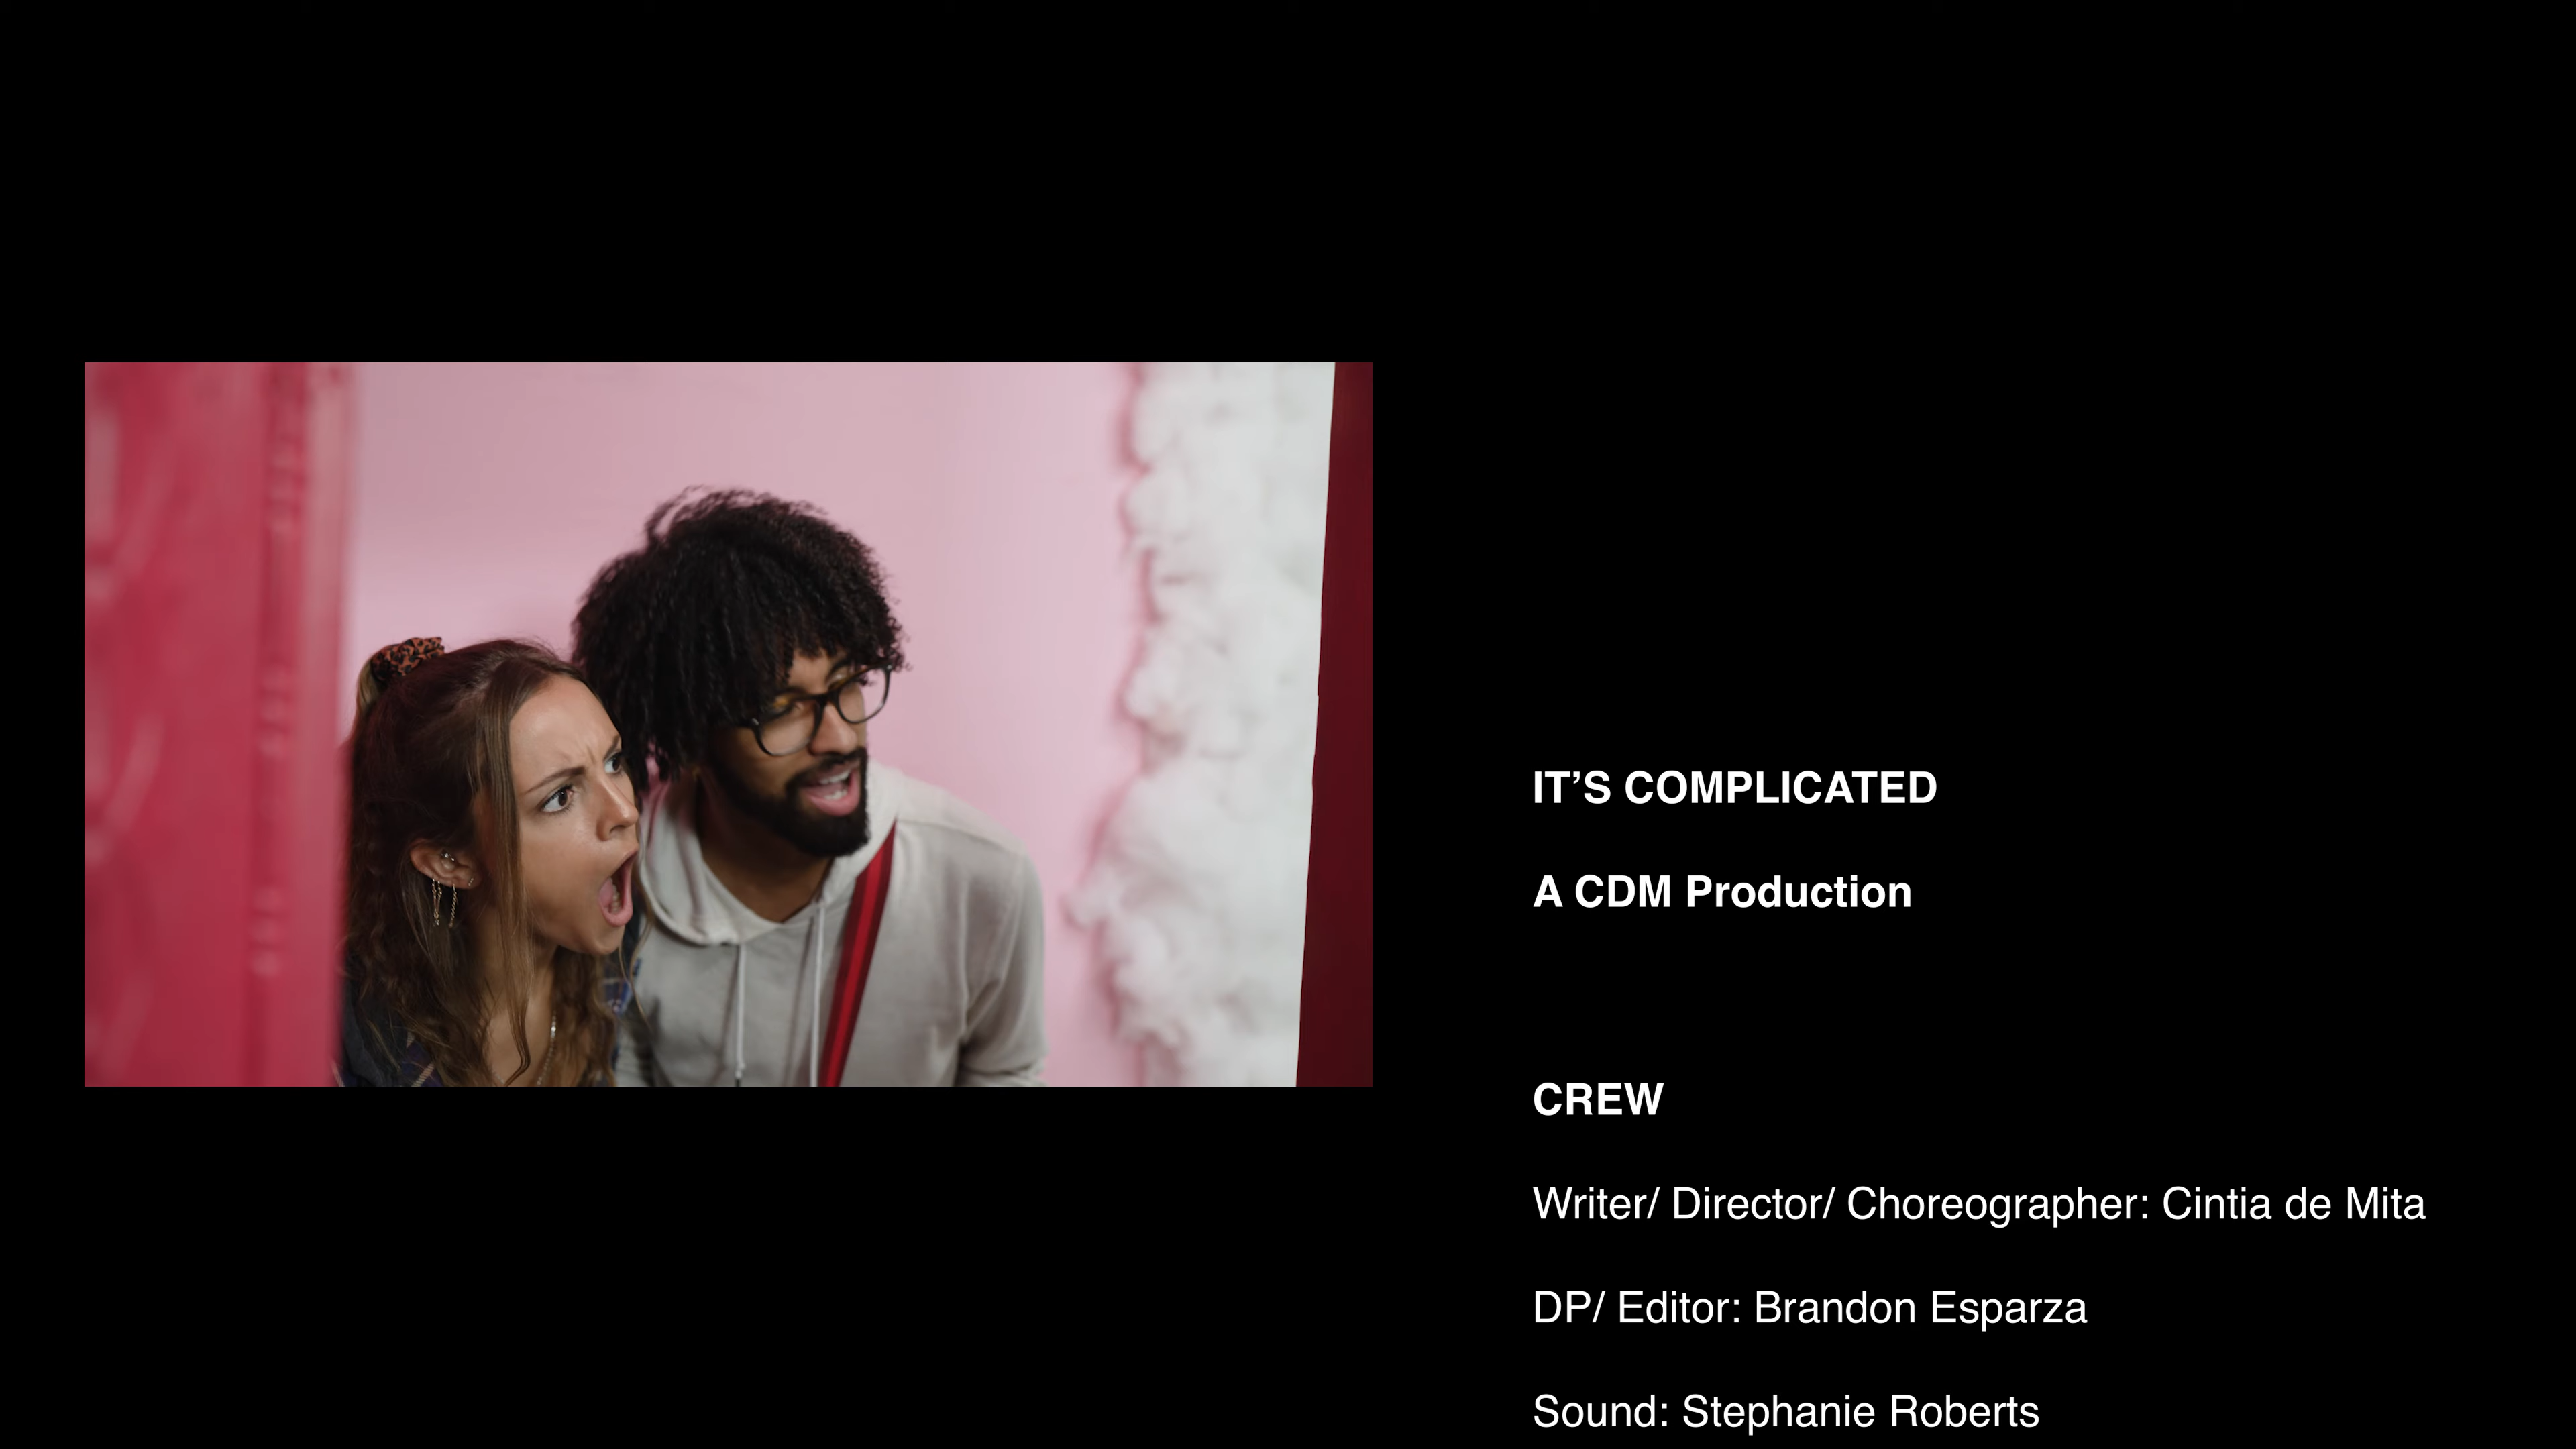 IT’S COMPLICATED
A CDM Production
CREW
Writer/ Director/ Choreographer: Cintia de Mita
DP/ Editor: Brandon Esparza
Sound: Stephanie Roberts